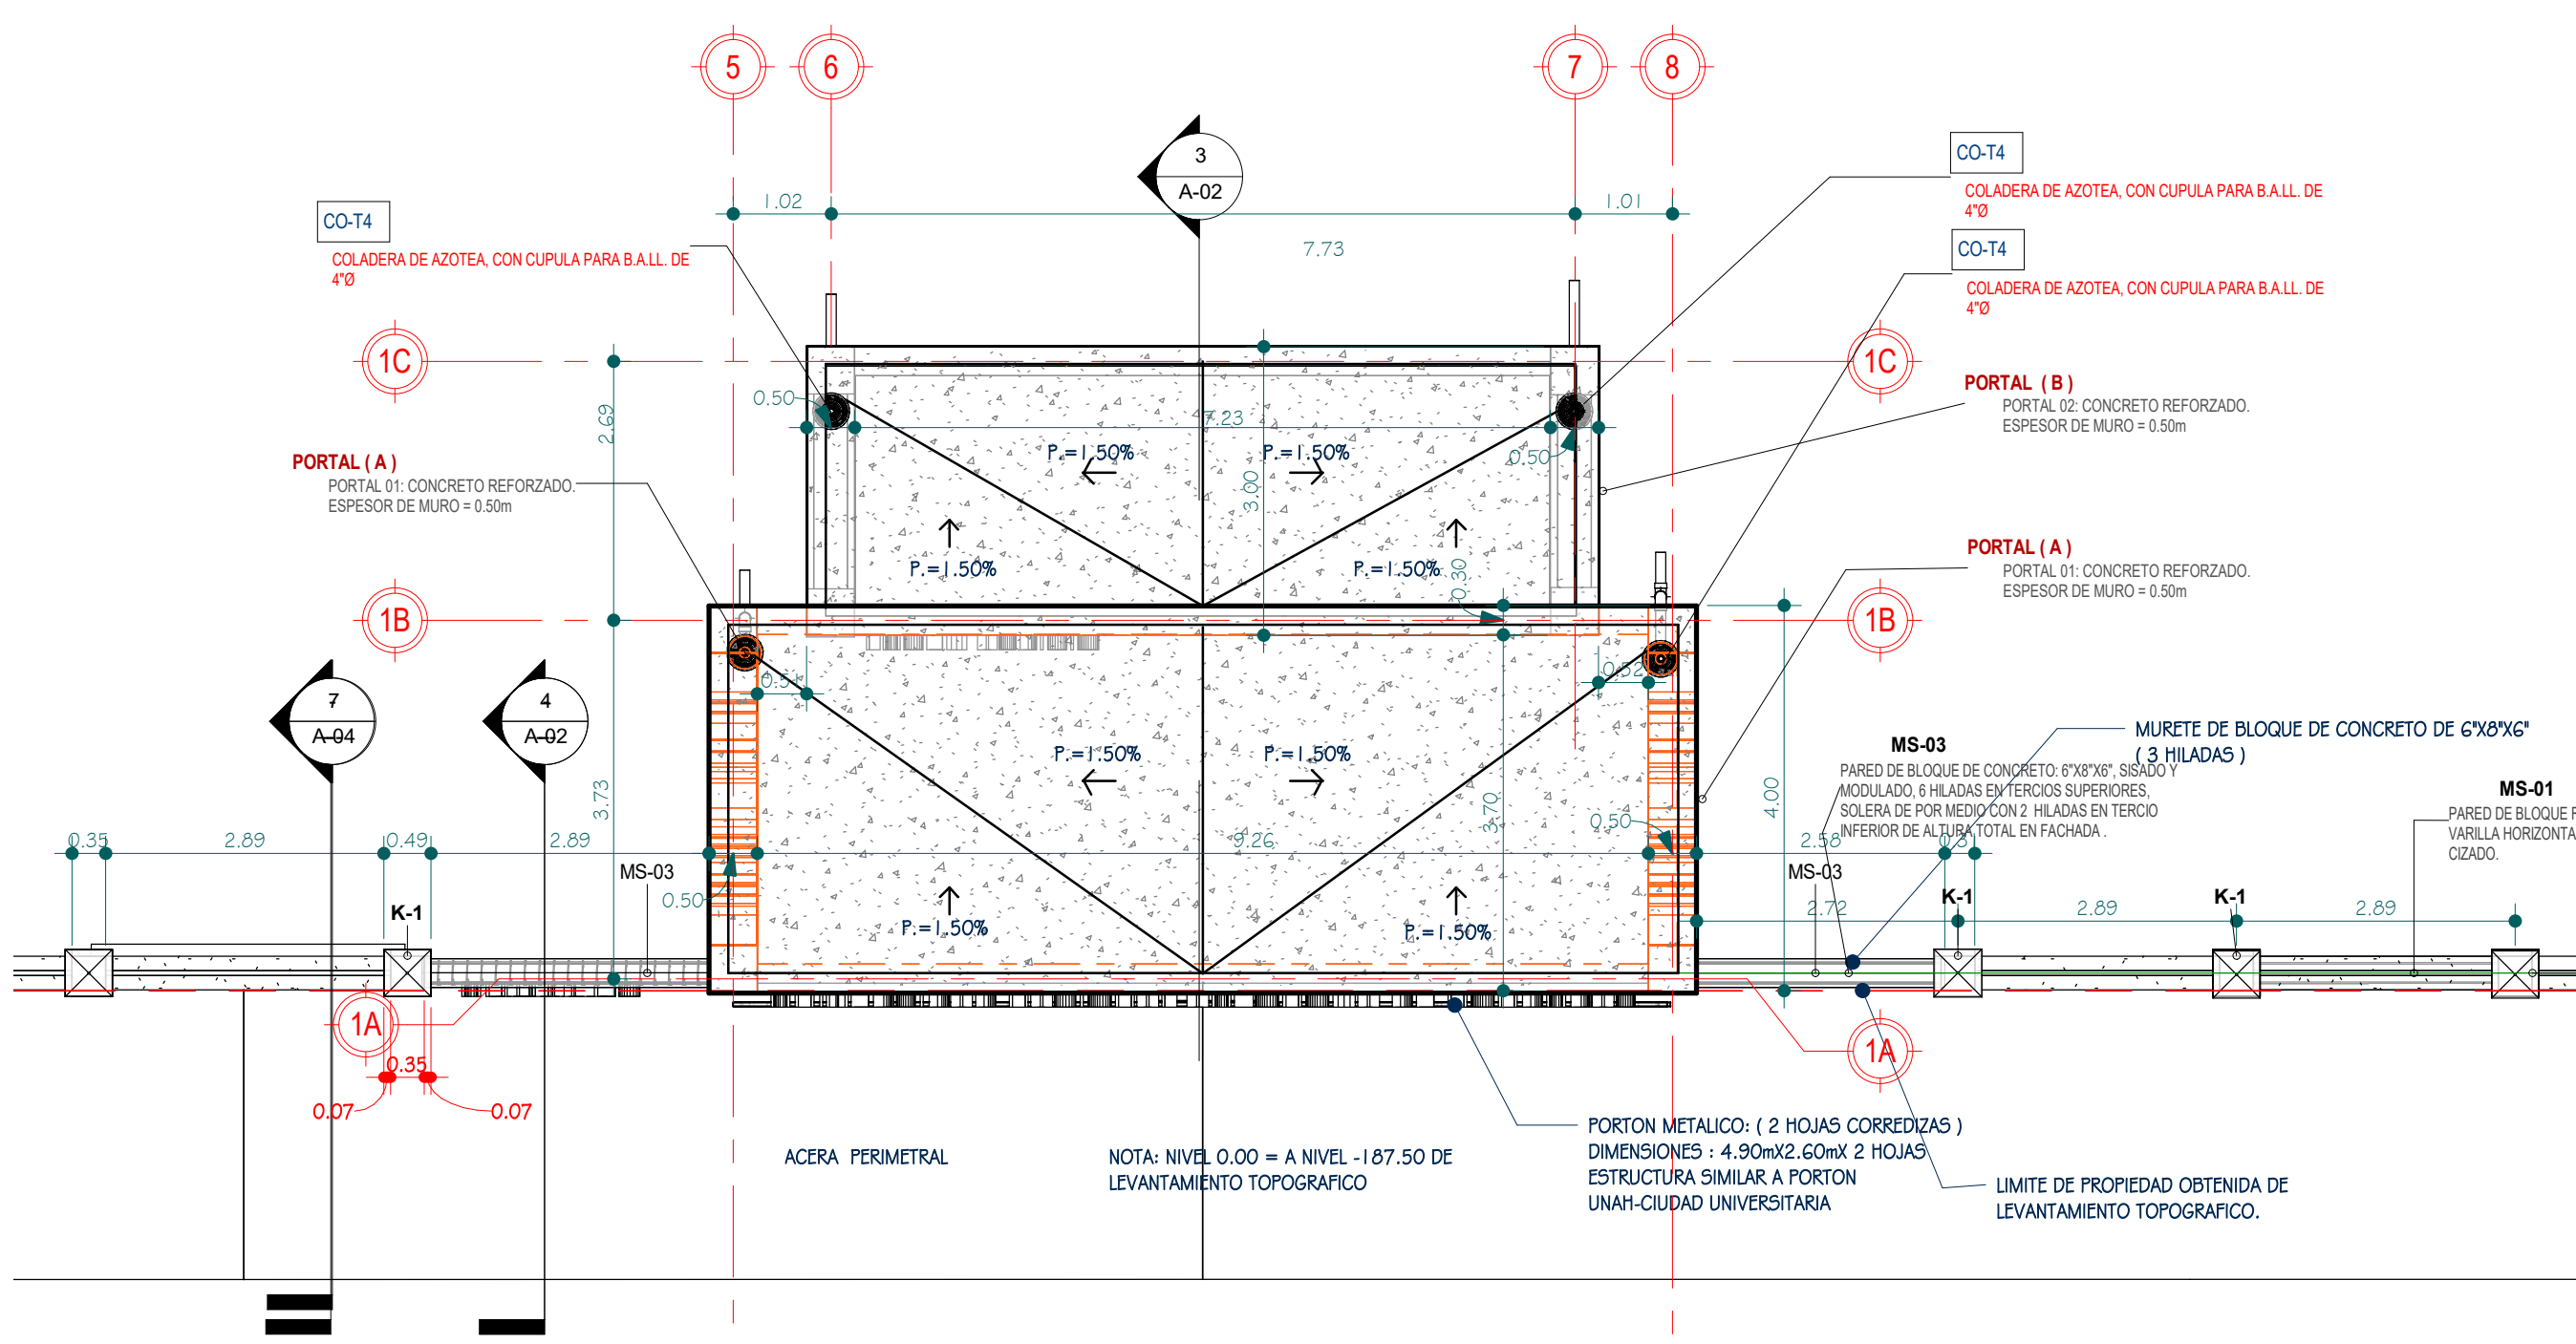 5
6
7
8
3
A-02
CO-T4
COLADERA DE AZOTEA, CON CUPULA PARA B.A.LL. DE
4"Ø
1.02
1.01
7.73
CO-T4
COLADERA DE AZOTEA, CON CUPULA PARA B.A.LL. DE
4"Ø
CO-T4
COLADERA DE AZOTEA, CON CUPULA PARA B.A.LL. DE
4"Ø
1C
1C
PORTAL ( B )
PORTAL 02: CONCRETO REFORZADO.
ESPESOR DE MURO = 0.50m
0.50
7.23
2.69
P.=1.50%
P.=1.50%
0.50
3.00
PORTAL ( A )
PORTAL 01: CONCRETO REFORZADO.
ESPESOR DE MURO = 0.50m
PORTAL ( A )
PORTAL 01: CONCRETO REFORZADO.
ESPESOR DE MURO = 0.50m
P.=1.50%
P.=1.50%
0.30
1B
1B
0.51
0.52
7
A-04
4
A-02
MURETE DE BLOQUE DE CONCRETO DE 6"X8"X6"
( 3 HILADAS )
MS-03
PARED DE BLOQUE DE CONCRETO: 6"X8"X6", SISADO Y
MODULADO, 6 HILADAS EN TERCIOS SUPERIORES,
SOLERA DE POR MEDIO CON 2 HILADAS EN TERCIO
INFERIOR DE ALTURA TOTAL EN FACHADA .
MS-01
PARED DE BLOQUE
VARILLA HORIZONTA
CIZADO.
P.=1.50%
P.=1.50%
3.73
3.70
4.00
0.50
0.35
2.89
0.49
2.89
9.26
2.58
MS-03
MS-03
0.50
K-1
K-1
K-1
2.72
2.89
2.89
P.=1.50%
P.=1.50%
1A
1A
0.35
0.07
0.07
PORTON METALICO: ( 2 HOJAS CORREDIZAS )
DIMENSIONES : 4.90mX2.60mX 2 HOJAS
ESTRUCTURA SIMILAR A PORTON
UNAH-CIUDAD UNIVERSITARIA
ACERA PERIMETRAL
NOTA: NIVEL 0.00 = A NIVEL -187.50 DE
LEVANTAMIENTO TOPOGRAFICO
LIMITE DE PROPIEDAD OBTENIDA DE
LEVANTAMIENTO TOPOGRAFICO.